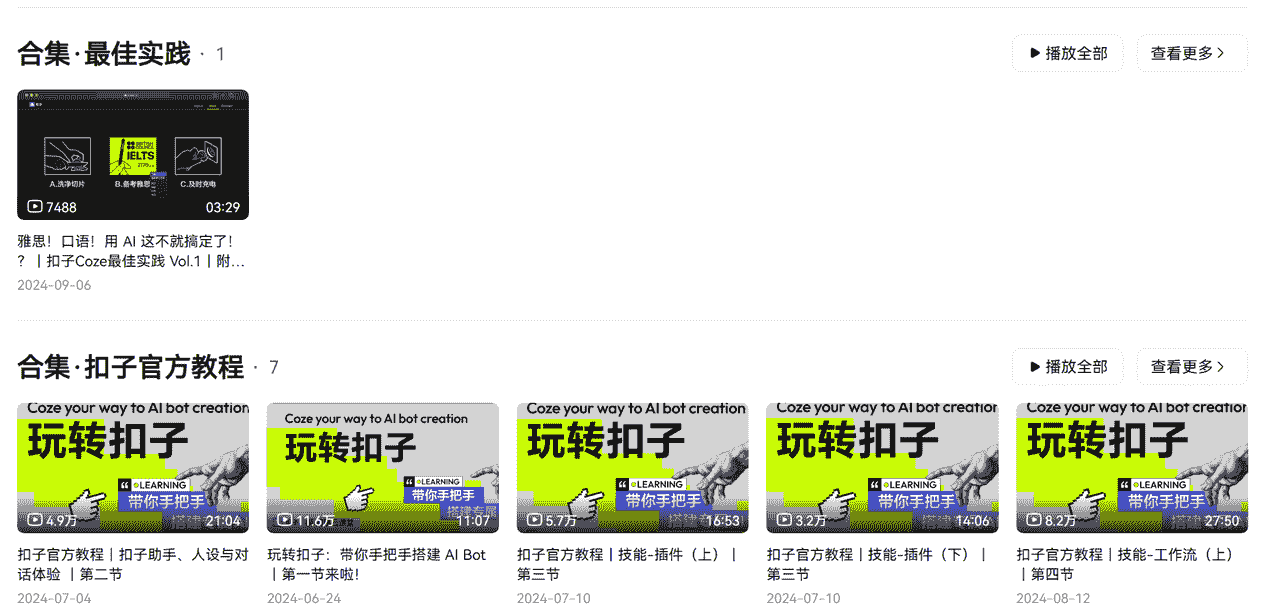 合集·最佳实践 · 1
播放全部
查看更多
BRITISH COUNCIL
IELTS
A.洗净切片
B.备考雅思
C.及时充电
7488
03:29
雅思！口语！用 AI 这不就搞定了！
？｜扣子Coze最佳实践 Vol.1｜附...
2024-09-06
合集·扣子官方教程 · 7
播放全部
查看更多
Coze your way to AI bot creation
玩转扣子
LEARNING
带你手把手
4.9万
21:04
扣子官方教程｜扣子助手、人设与对
话体验 ｜第二节
2024-07-04
Coze your way to AI bot creation
玩转扣子
LEARNING
带你手把手
搭建专属
11.6万
11:07
玩转扣子：带你手把手搭建 AI Bot
｜第一节来啦！
2024-06-24
Coze your way to AI bot creation
玩转扣子
LEARNING
带你手把手
5.7万
16:53
扣子官方教程｜技能-插件（上）｜
第三节
2024-07-10
Coze your way to AI bot creation
玩转扣子
LEARNING
带你手把手
3.2万
14:06
扣子官方教程｜技能-插件（下）｜
第三节
2024-07-10
Coze your way to AI bot creation
玩转扣子
LEARNING
带你手把手
8.2万
27:50
扣子官方教程｜技能-工作流（上）
｜第四节
2024-08-12